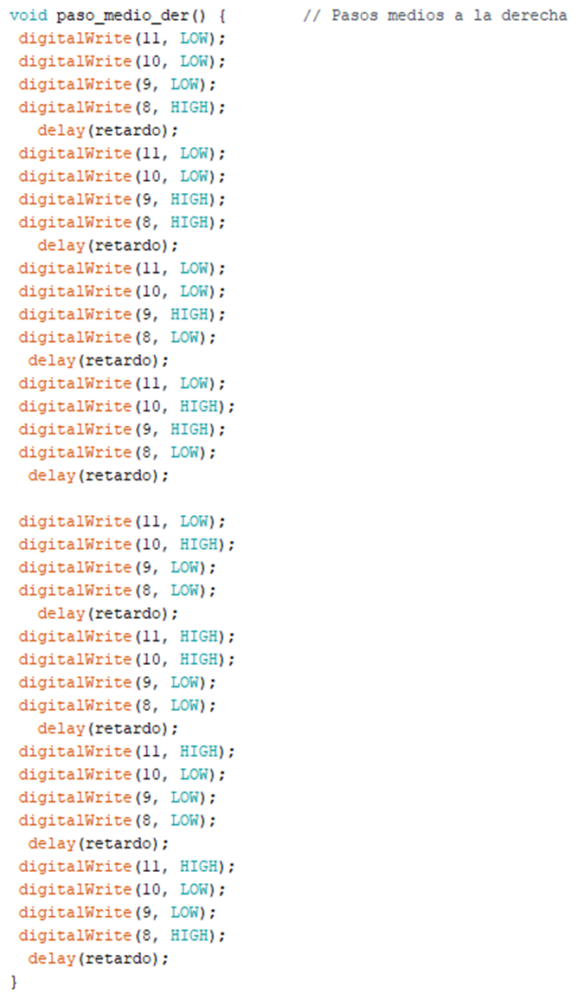 void paso_medio_der() {        // Pasos medios a la derecha
 digitalWrite(11, LOW);
 digitalWrite(10, LOW);
 digitalWrite(9, LOW);
 digitalWrite(8, HIGH);
   delay(retardo);
 digitalWrite(11, LOW);
 digitalWrite(10, LOW);
 digitalWrite(9, HIGH);
 digitalWrite(8, HIGH);
   delay(retardo);
 digitalWrite(11, LOW);
 digitalWrite(10, LOW);
 digitalWrite(9, HIGH);
 digitalWrite(8, LOW);
  delay(retardo);
 digitalWrite(11, LOW);
 digitalWrite(10, HIGH);
 digitalWrite(9, HIGH);
 digitalWrite(8, LOW);
  delay(retardo);

 digitalWrite(11, LOW);
 digitalWrite(10, HIGH);
 digitalWrite(9, LOW);
 digitalWrite(8, LOW);
   delay(retardo);
 digitalWrite(11, HIGH);
 digitalWrite(10, HIGH);
 digitalWrite(9, LOW);
 digitalWrite(8, LOW);
   delay(retardo);
 digitalWrite(11, HIGH);
 digitalWrite(10, LOW);
 digitalWrite(9, LOW);
 digitalWrite(8, LOW);
  delay(retardo);
 digitalWrite(11, HIGH);
 digitalWrite(10, LOW);
 digitalWrite(9, LOW);
 digitalWrite(8, HIGH);
  delay(retardo);
}